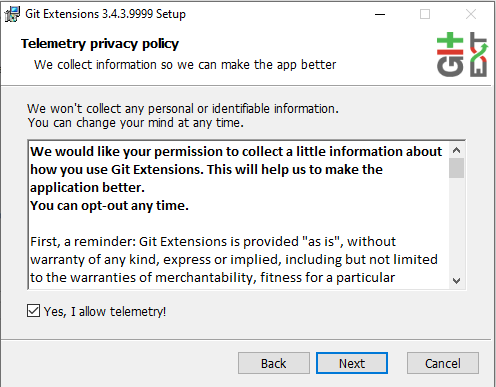 Git Extensions 3.4.3.9999 Setup
Telemetry privacy policy
We collect information so we can make the app better
Git
EXT
We won't collect any personal or identifiable information.
You can change your mind at any time.
We would like your permission to collect a little information about
how you use Git Extensions. This will help us to make the
application better.
You can opt-out any time.
First, a reminder: Git Extensions is provided "as is", without
warranty of any kind, express or implied, including but not limited
to the warranties of merchantability, fitness for a particular
Yes, I allow telemetry!
Back
Next
Cancel